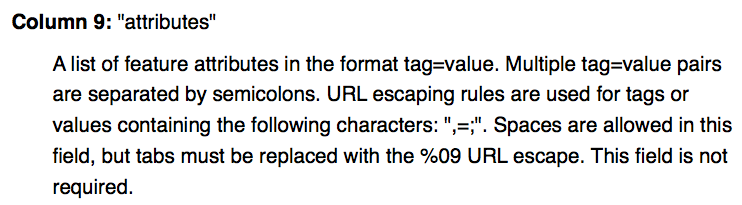 Column 9: "attributes"
A list of feature attributes in the format tag=value. Multiple tag=value pairs
are separated by semicolons. URL escaping rules are used for tags or
values containing the following characters: ",=;". Spaces are allowed in this
field, but tabs must be replaced with the %09 URL escape. This field is not
required.